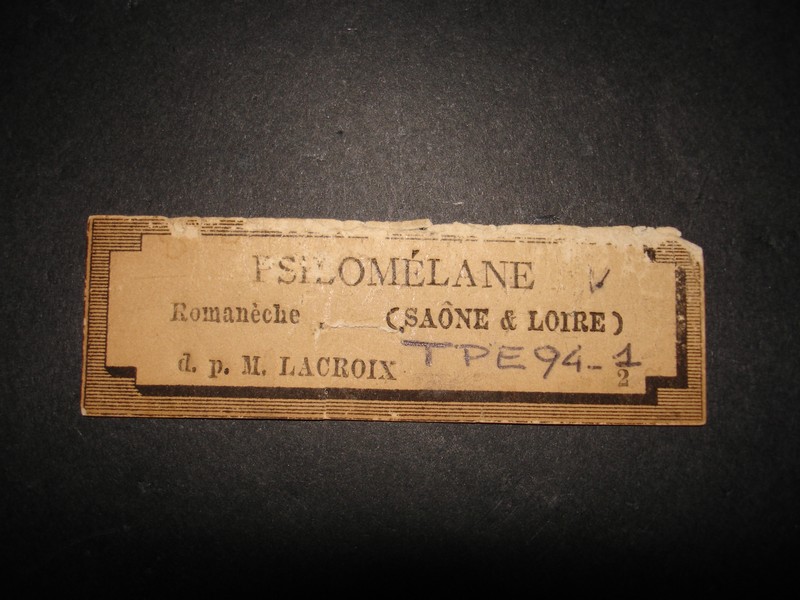 PSILOMÉLANE
Romanèche (SAÔNE & LOIRE)
d. p. M. LACROIX TPE94-1/2